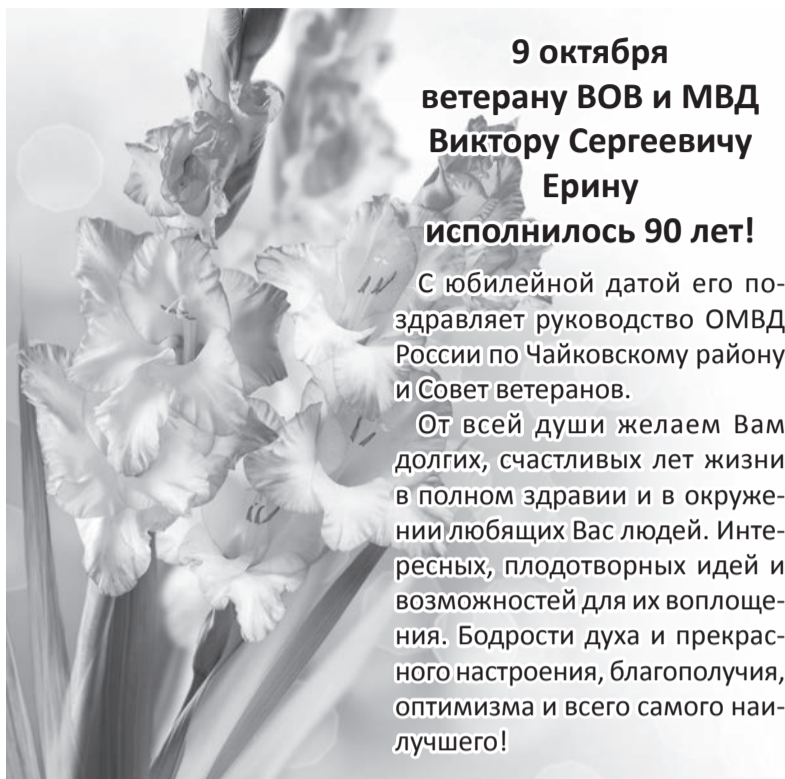 9 октября
ветерану ВОВ и МВД
Виктору Сергеевичу
Ерину
исполнилось 90 лет!
С юбилейной датой его по-
здравляет руководство ОМВД
России по Чайковскому району
и Совет ветеранов.
От всей души желаем Вам
долгих, счастливых лет жизни
в полном здравии и в окруже-
нии любящих Вас людей. Инте-
ресных, плодотворных идей и
возможностей для их воплоще-
ния. Бодрости духа и прекрас-
ного настроения, благополучия,
оптимизма и всего самого наи-
лучшего!